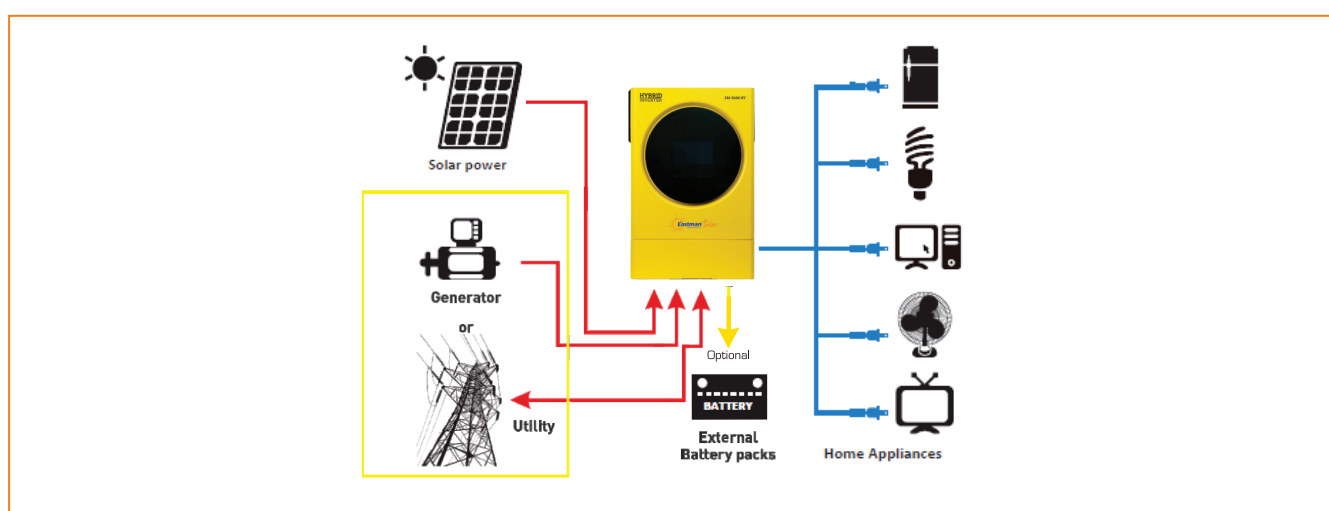 HYBRID
INVERTER
Solar power
Eastman Solar
Generator
or
Utility
Optional
BATTERY
External
Battery packs
Home Appliances